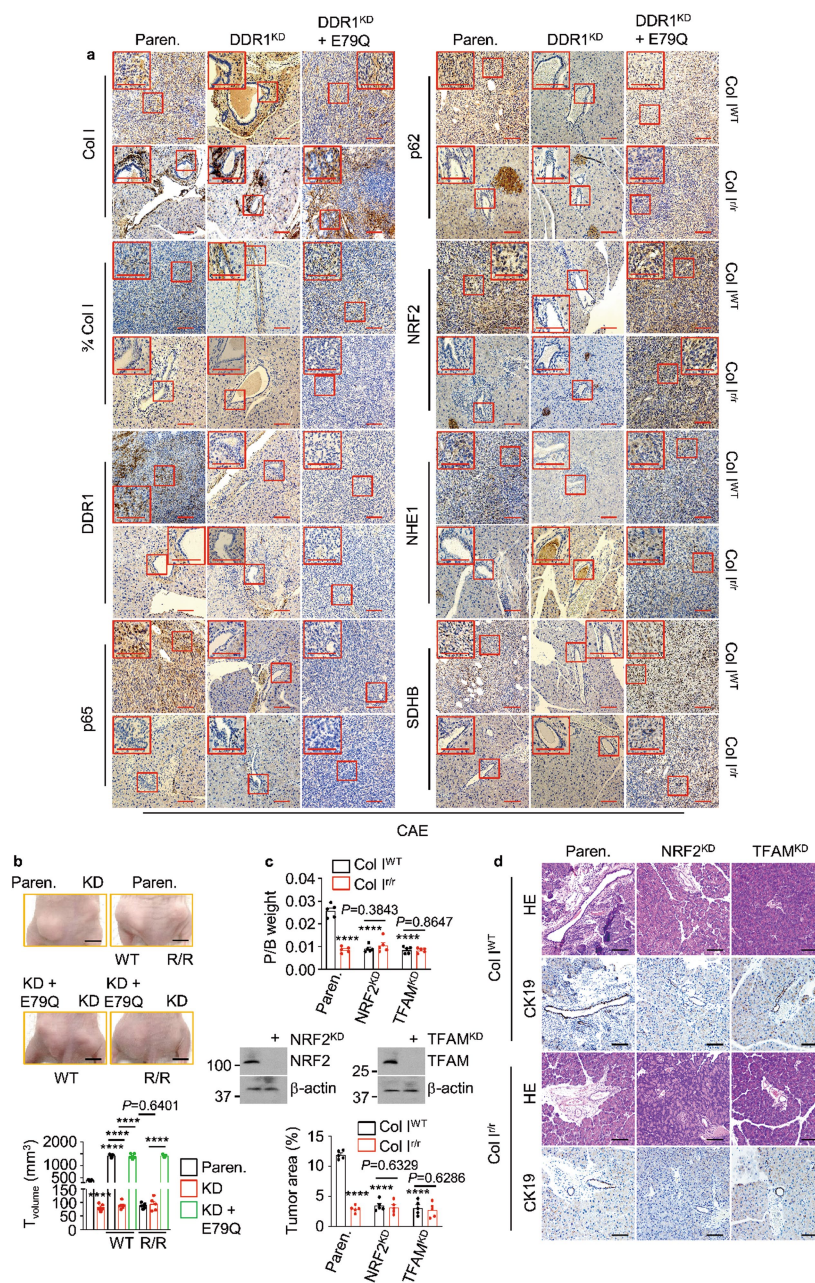 a
Paren.
DDR1KD
DDR1KD
+ E79Q
Paren.
DDR1KD
DDR1KD
+ E79Q
Col I
¾ Col I
DDR1
p65
p62
NRF2
NHE1
SDHB
Col IWT
Col Ir/r
Col IWT
Col Ir/r
Col IWT
Col Ir/r
Col IWT
Col Ir/r
CAE
b
Paren. KD
Paren.
WT R/R
KD +
E79Q KD
KD +
E79Q KD
WT
R/R
Tvolume (mm3)
2000
1500
1000
500
100
50
0
****
****
****
****
P=0.6401
****
WT R/R
Paren.
KD
KD +
E79Q
c
Col IWT
Col Ir/r
P/B weight
0.04
0.03
0.02
0.01
0.00
****
P=0.3843
****
P=0.8647
****
Paren.
NRF2KD
TFAMKD
+ NRF2KD
100
NRF2
37
β-actin
+ TFAMKD
25
TFAM
37
β-actin
Col IWT
Col Ir/r
Tumor area (%)
15
10
5
0
****
P=0.6329
****
P=0.6286
****
Paren.
NRF2KD
TFAMKD
d
Paren.
NRF2KD
TFAMKD
Col IWT
HE
CK19
Col Ir/r
HE
CK19